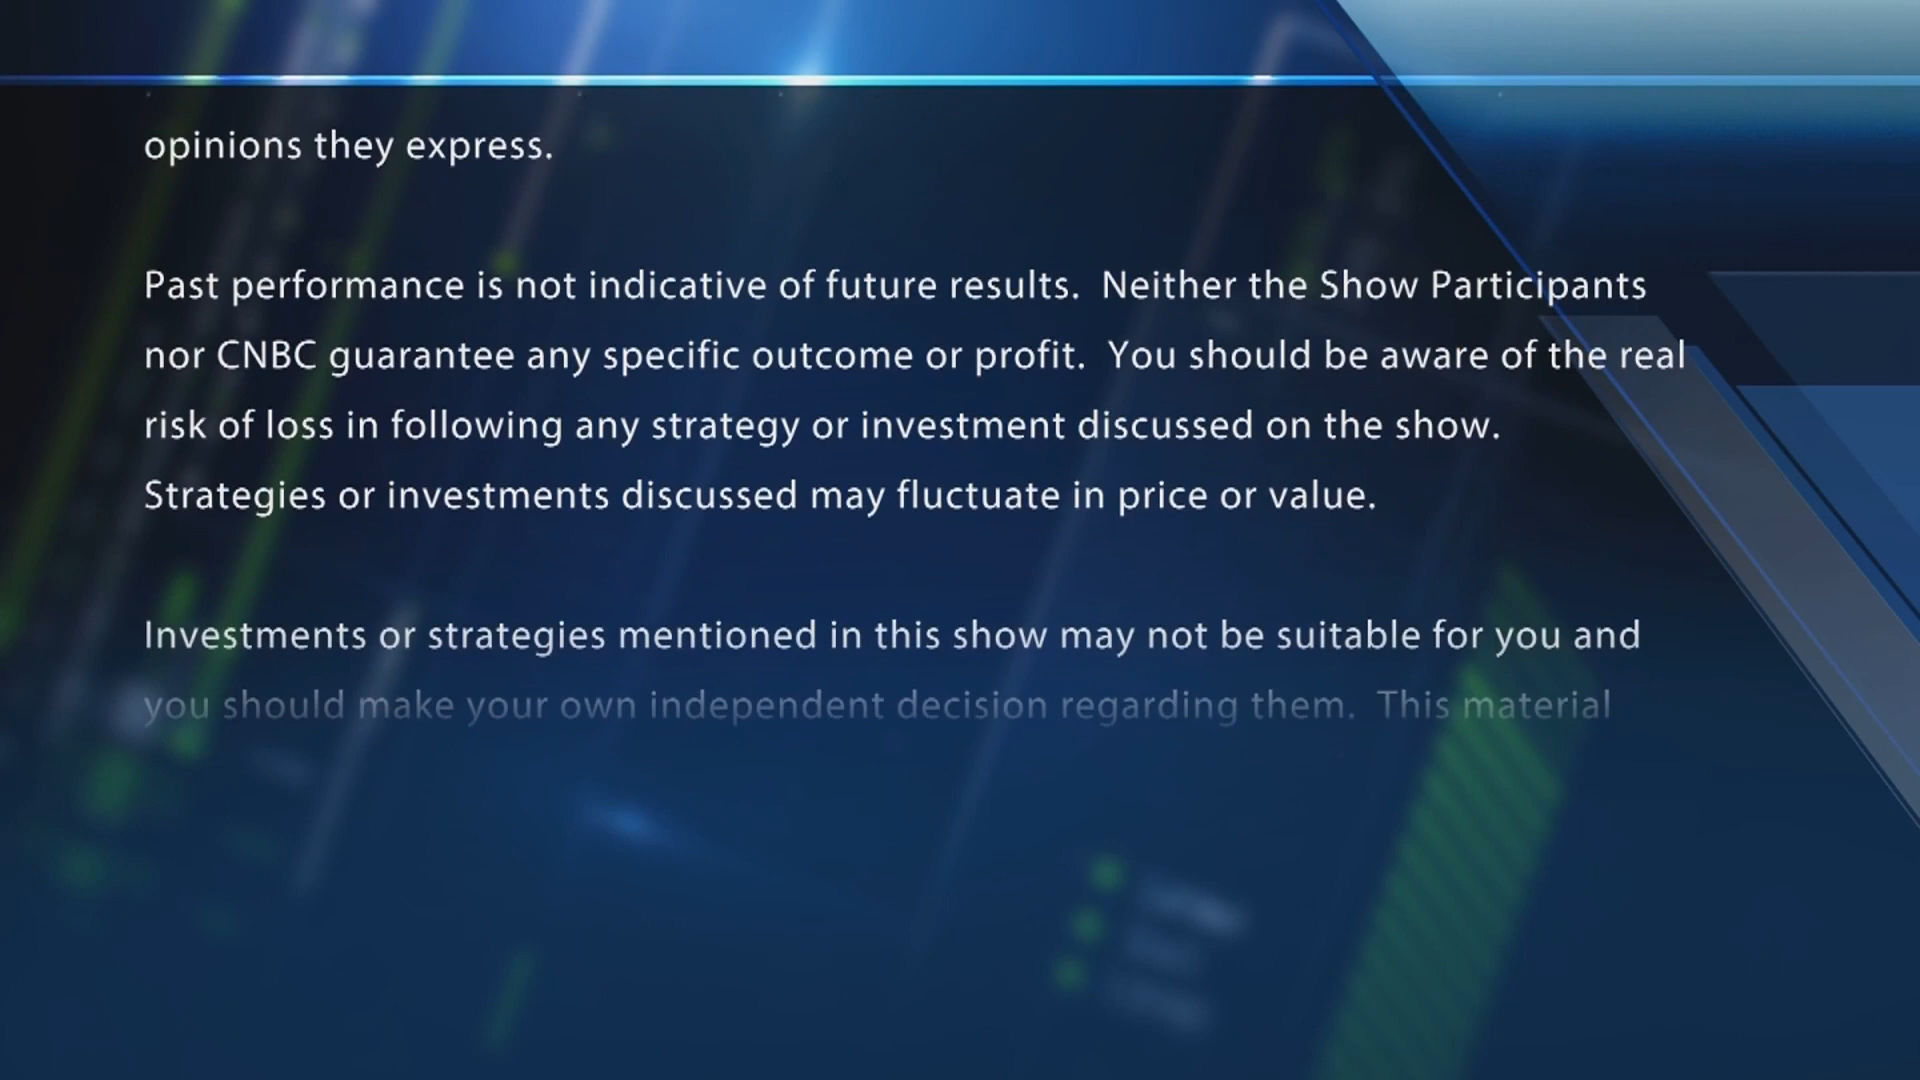 opinions they express.
Past performance is not indicative of future results.  Neither the Show Participants
nor CNBC guarantee any specific outcome or profit.  You should be aware of the real
risk of loss in following any strategy or investment discussed on the show.
Strategies or investments discussed may fluctuate in price or value.
Investments or strategies mentioned in this show may not be suitable for you and
you should make your own independent decision regarding them.  This material